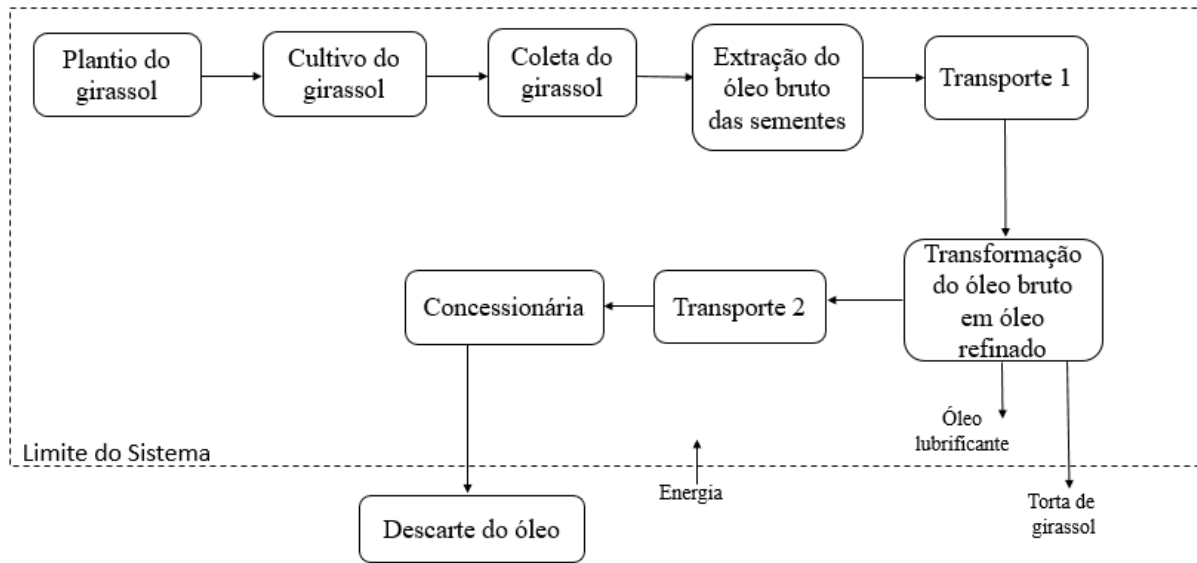 Plantio do
girassol
Cultivo do
girassol
Coleta do
girassol
Extração do
óleo bruto
das sementes
Transporte 1
Transformação
do óleo bruto
em óleo
refinado
Transporte 2
Concessionária
Óleo
lubrificante
Limite do Sistema
Energia
Torta de
girassol
Descarte do óleo